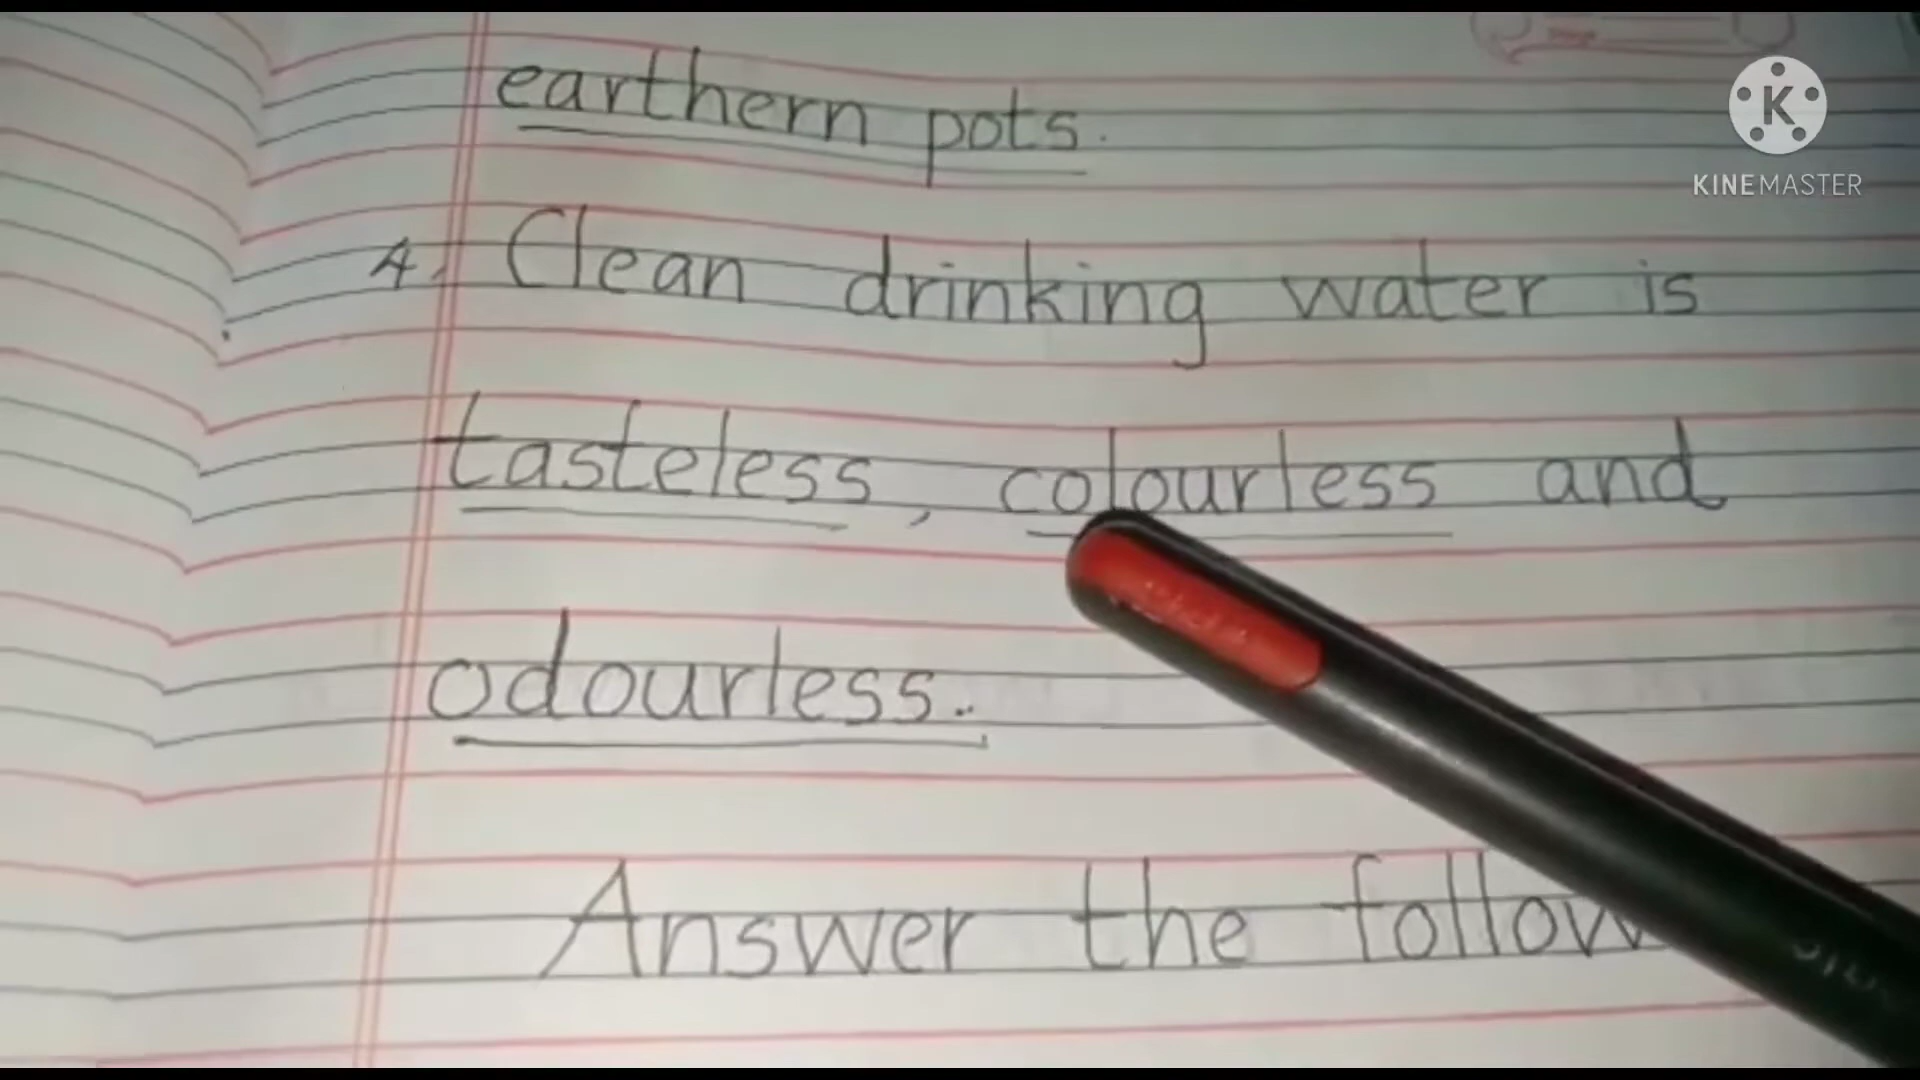 earthern pots.
4. Clean drinking water is
tasteless, colourless and
odourless.
Answer the follow
K
KINEMASTER